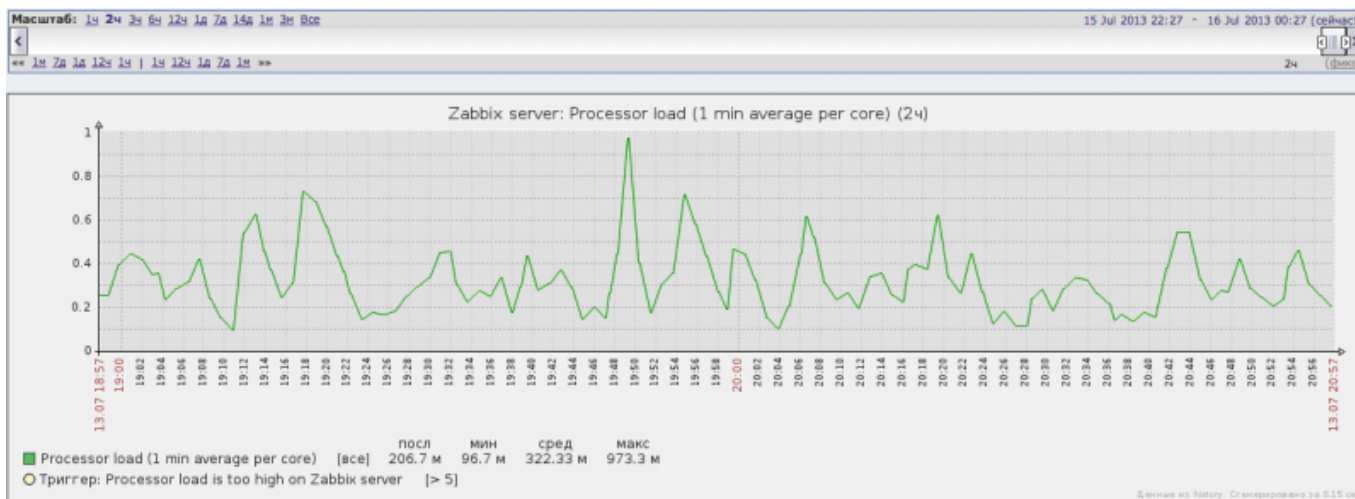 Масштаб: 1ч 2ч 3ч 6ч 12ч 1д 7д 14д 1м 3м Все 15 Jul 2013 22:27 - 16 Jul 2013 00:27 (сейчас
«« 1м 7д 1д 12ч 1ч | 1ч 12ч 1д 7д 1м »» 2ч (фикс
Zabbix server: Processor load (1 min average per core) (2ч)
1
0.8
0.6
0.4
0.2
0
13.07 18:57 19:00 19:02 19:04 19:06 19:08 19:10 19:12 19:14 19:16 19:18 19:20 19:22 19:24 19:26 19:28 19:30 19:32 19:34 19:36 19:38 19:40 19:42 19:44 19:46 19:48 19:50 19:52 19:54 19:56 19:58 20:00 20:02 20:04 20:06 20:08 20:10 20:12 20:14 20:16 20:18 20:20 20:22 20:24 20:26 20:28 20:30 20:32 20:34 20:36 20:38 20:40 20:42 20:44 20:46 20:48 20:50 20:52 20:54 20:56 13.07 20:57
посл мин сред макс
Processor load (1 min average per core) [все] 206.7 м 96.7 м 322.33 м 973.3 м
Триггер: Processor load is too high on Zabbix server [> 5]
Данные из history. Сгенерировано за 0.15 се